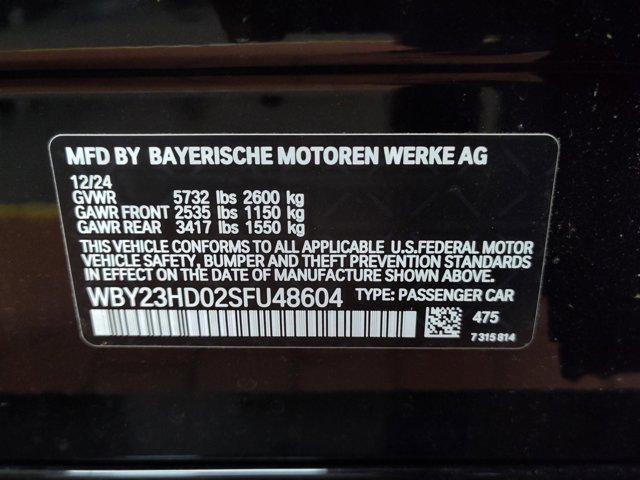 MFD BY BAYERISCHE MOTOREN WERKE AG
12/24
GVWR 5732 lbs 2600 kg
GAWR FRONT 2535 lbs 1150 kg
GAWR REAR 3417 lbs 1550 kg
THIS VEHICLE CONFORMS TO ALL APPLICABLE U.S.FEDERAL MOTOR
VEHICLE SAFETY, BUMPER, AND THEFT PREVENTION STANDARDS
IN EFFECT ON THE DATE OF MANUFACTURE SHOWN ABOVE.
WBY23HD02SFU48604 TYPE: PASSENGER CAR
475
7 315 814